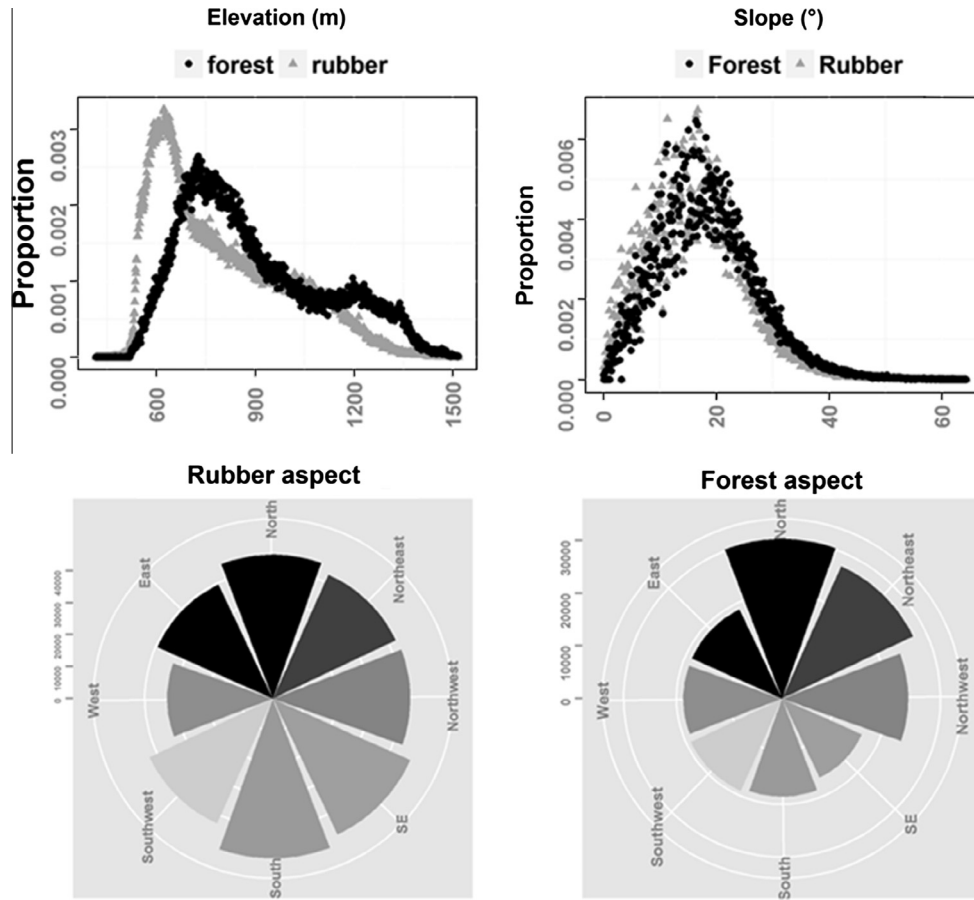 Elevation (m)
forest rubber
Proportion
0.000 0.001 0.002 0.003
600 900 1200 1500
Slope (°)
Forest Rubber
Proportion
0.000 0.002 0.004 0.006
0 20 40 60
Rubber aspect
0 10000 20000 30000 40000
North
Northeast
Northwest
SE
South
Southwest
West
East
Forest aspect
0 10000 20000 30000
North
Northeast
Northwest
SE
South
Southwest
West
East